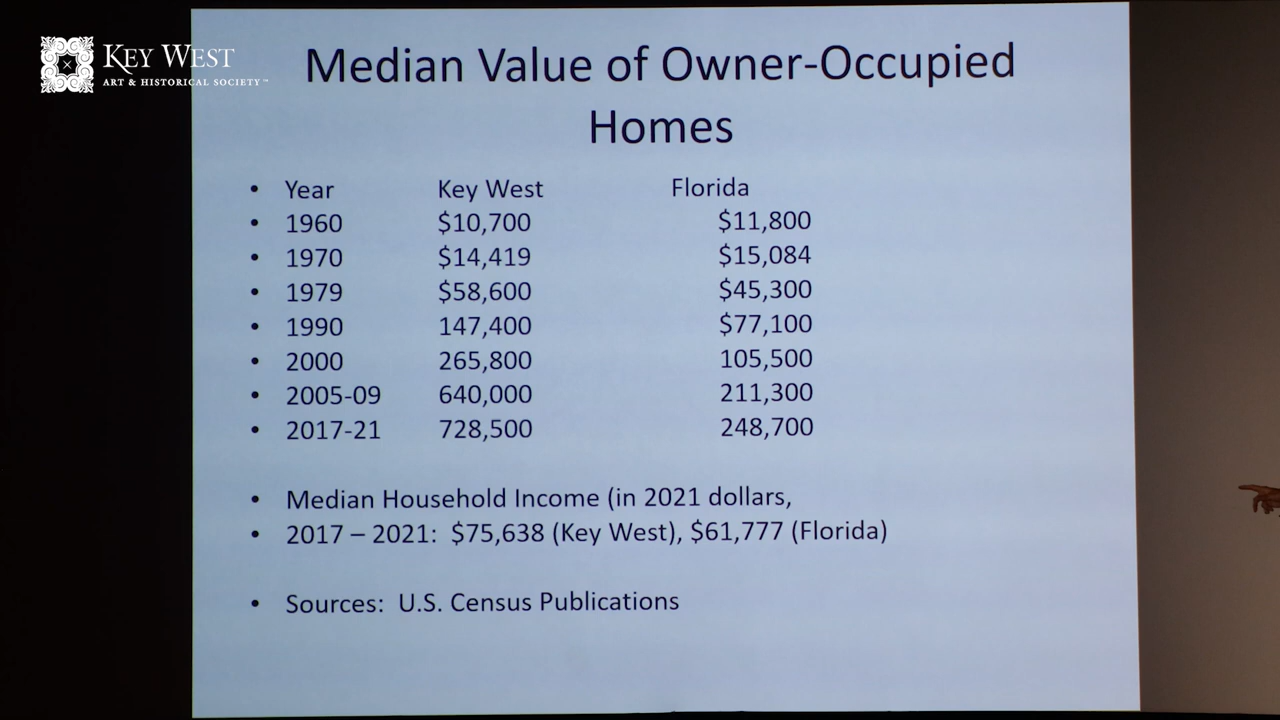 KEY WEST
ART & HISTORICAL SOCIETY™
Median Value of Owner-Occupied
Homes
• Year Key West Florida
• 1960 $10,700 $11,800
• 1970 $14,419 $15,084
• 1979 $58,600 $45,300
• 1990 147,400 $77,100
• 2000 265,800 105,500
• 2005-09 640,000 211,300
• 2017-21 728,500 248,700
• Median Household Income (in 2021 dollars,
• 2017 – 2021: $75,638 (Key West), $61,777 (Florida)
• Sources: U.S. Census Publications